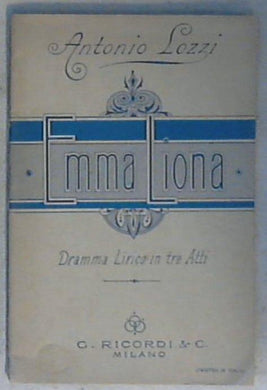 Antonio Lozzi
Emma Liona
Dramma Lirico in tre Atti
G. RICORDI & C.
MILANO